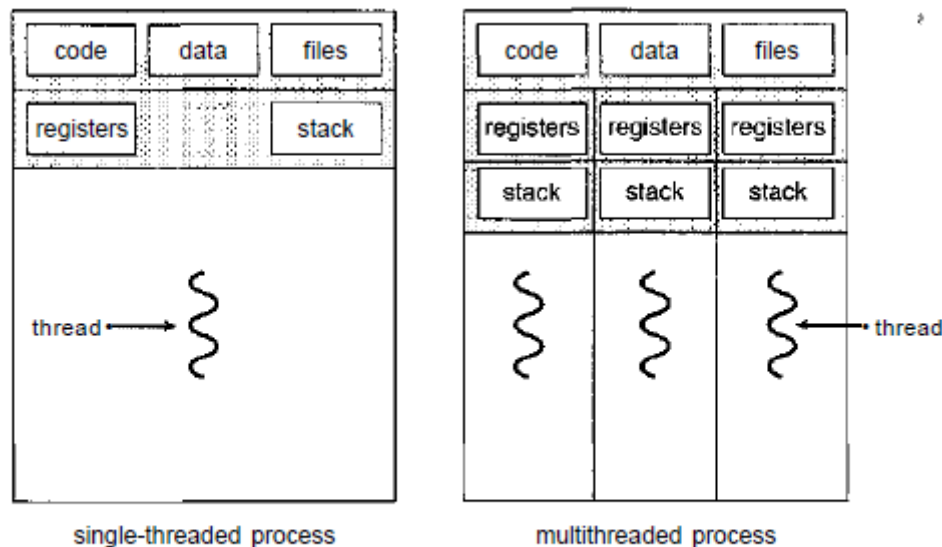 code data files code data files
registers stack registers registers registers
stack stack stack
thread thread
single-threaded process multithreaded process